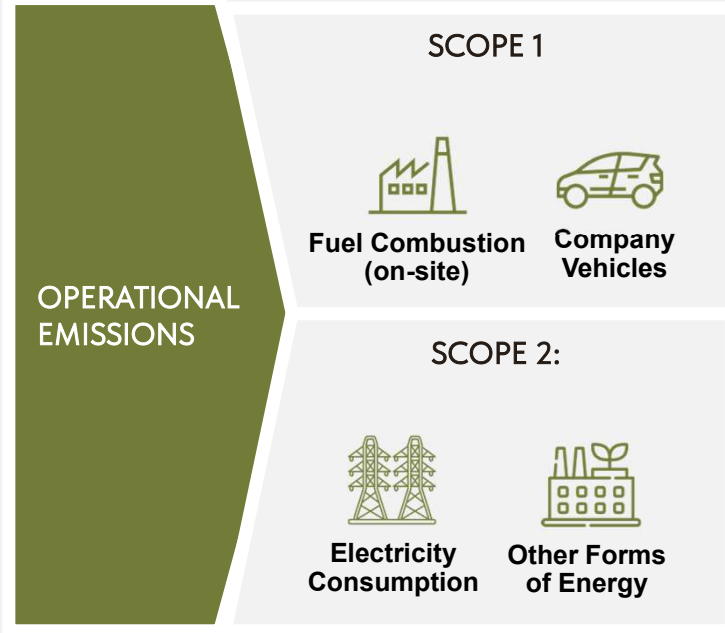 OPERATIONAL
EMISSIONS
SCOPE 1
Fuel Combustion
(on-site)
Company
Vehicles
SCOPE 2:
Electricity
Consumption
Other Forms
of Energy